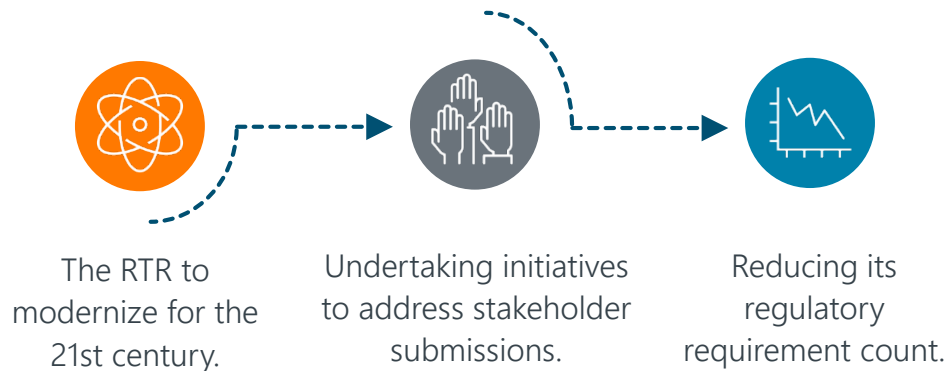 The RTR to
modernize for the
21st century.
Undertaking initiatives
to address stakeholder
submissions.
Reducing its
regulatory
requirement count.